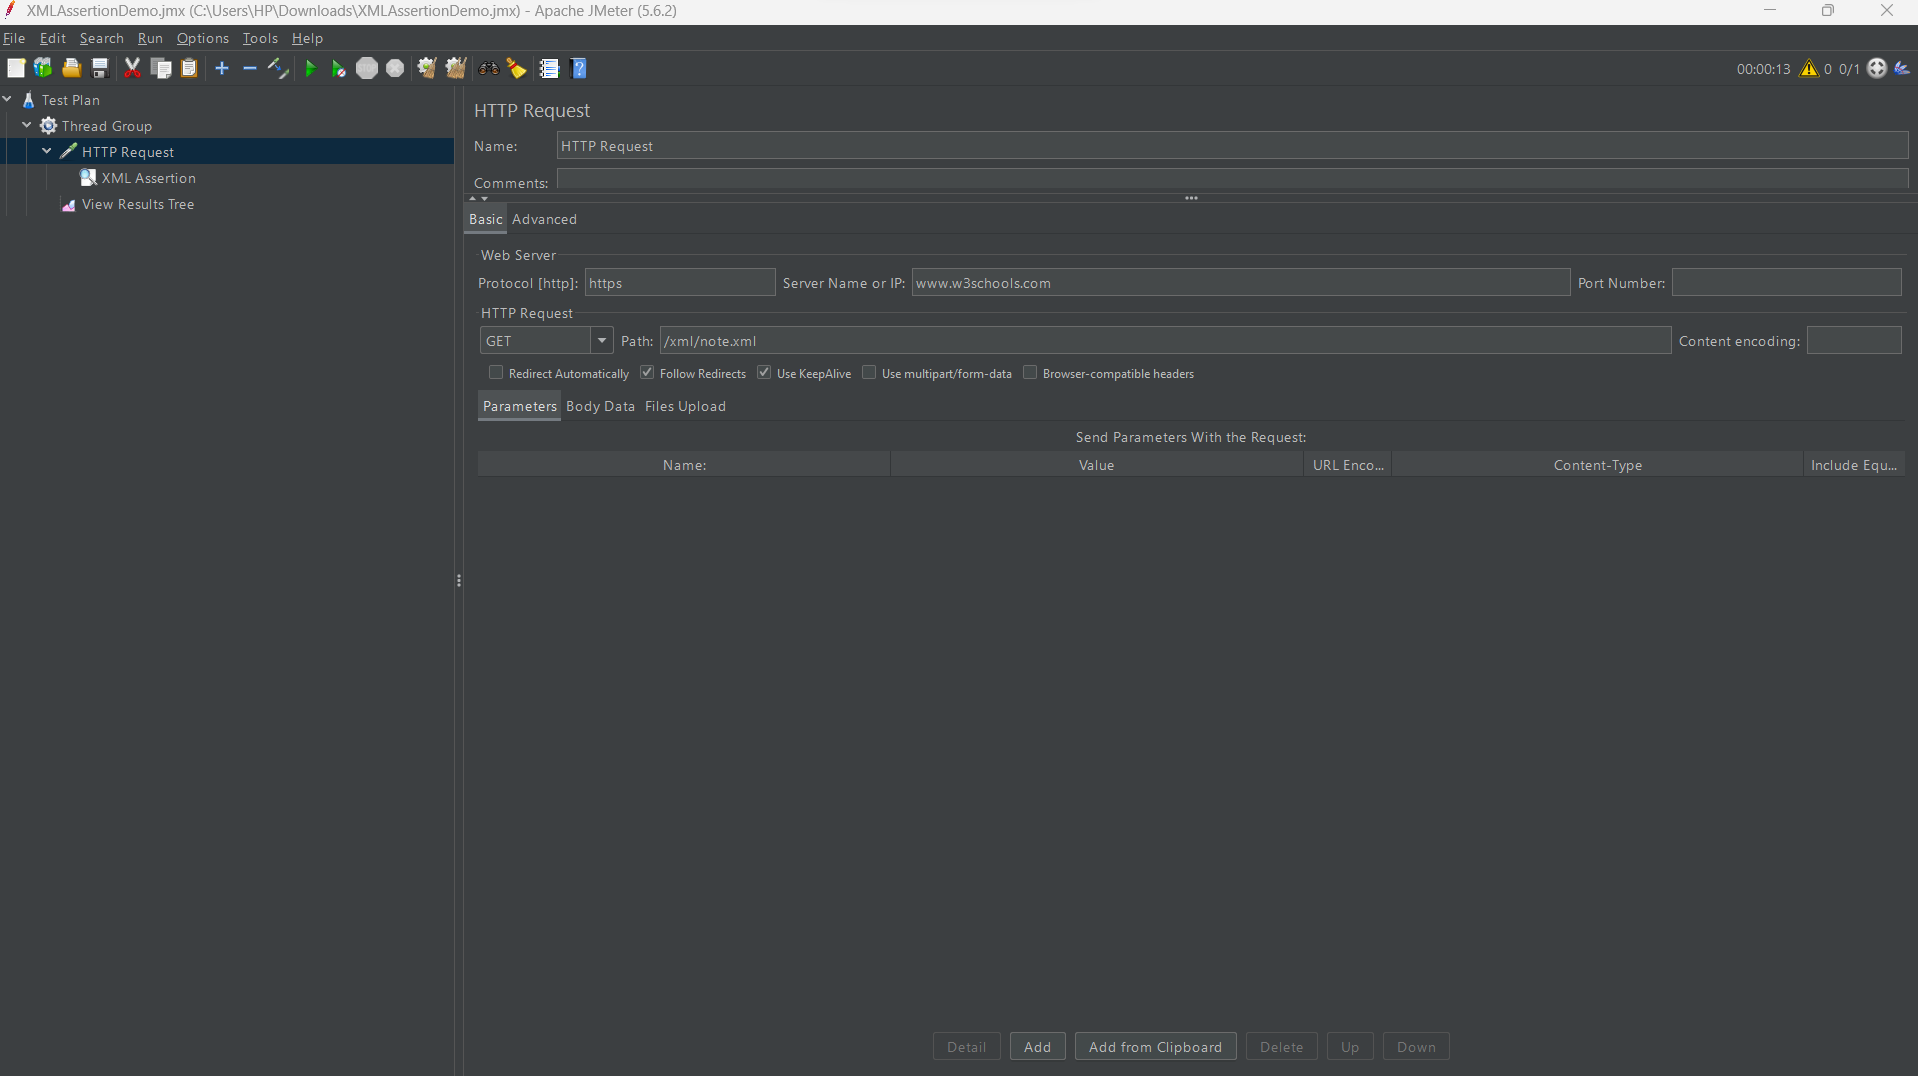 XMLAssertionDemo.jmx (C:\Users\HP\Downloads\XMLAssertionDemo.jmx) - Apache JMeter (5.6.2)
File Edit Search Run Options Tools Help
STOP ? 00:00:13 0 0/1
Test Plan
Thread Group
HTTP Request
XML Assertion
View Results Tree
HTTP Request
Name: HTTP Request
Comments:
Basic Advanced
Web Server
Protocol [http]: https Server Name or IP: www.w3schools.com Port Number:
HTTP Request
GET Path: /xml/note.xml Content encoding:
Redirect Automatically Follow Redirects Use KeepAlive Use multipart/form-data Browser-compatible headers
Parameters Body Data Files Upload
Send Parameters With the Request:
Name: Value URL Enco... Content-Type Include Equ...
Detail Add Add from Clipboard Delete Up Down